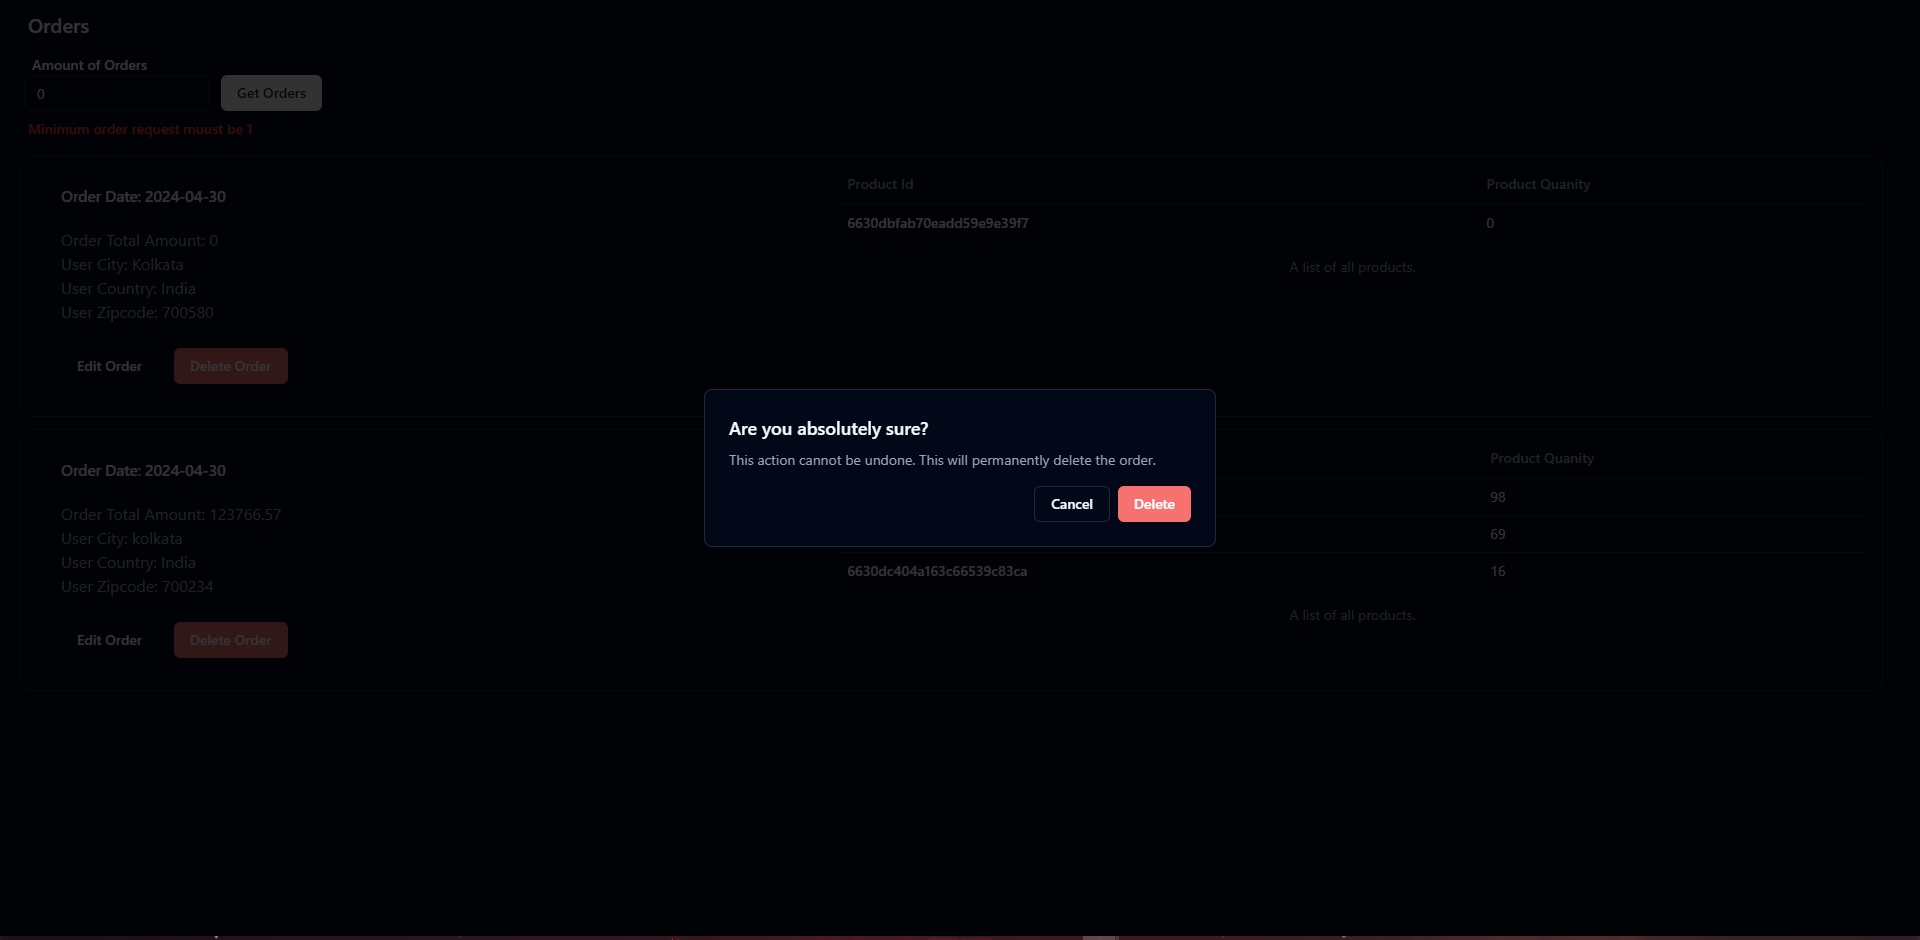 Orders
Amount of Orders
0
Get Orders
Minimum order request muust be 1
Order Date: 2024-04-30
Order Total Amount: 0
User City: Kolkata
User Country: India
User Zipcode: 700580
Edit Order
Delete Order
Product Id
Product Quanity
6630dbfab70eadd59e9e39f7
0
A list of all products.
Are you absolutely sure?
This action cannot be undone. This will permanently delete the order.
Cancel
Delete
Order Date: 2024-04-30
Order Total Amount: 123766.57
User City: kolkata
User Country: India
User Zipcode: 700234
Edit Order
Delete Order
Product Quanity
98
69
6630dc404a163c66539c83ca
16
A list of all products.